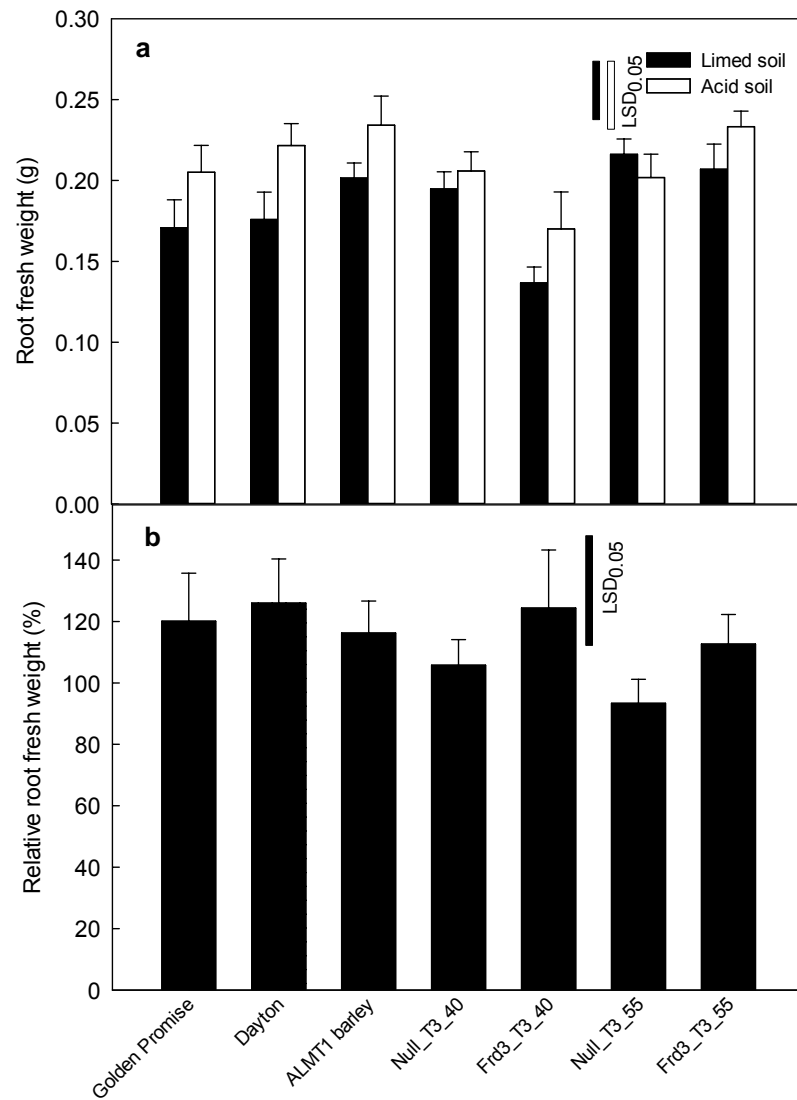 a
Limed soil
Acid soil
LSD0.05
Root fresh weight (g)
0.30
0.25
0.20
0.15
0.10
0.05
0.00
b
LSD0.05
Relative root fresh weight (%)
140
120
100
80
60
40
20
0
Golden Promise
Dayton
ALMT1 barley
Null_T3_40
Frd3_T3_40
Null_T3_55
Frd3_T3_55